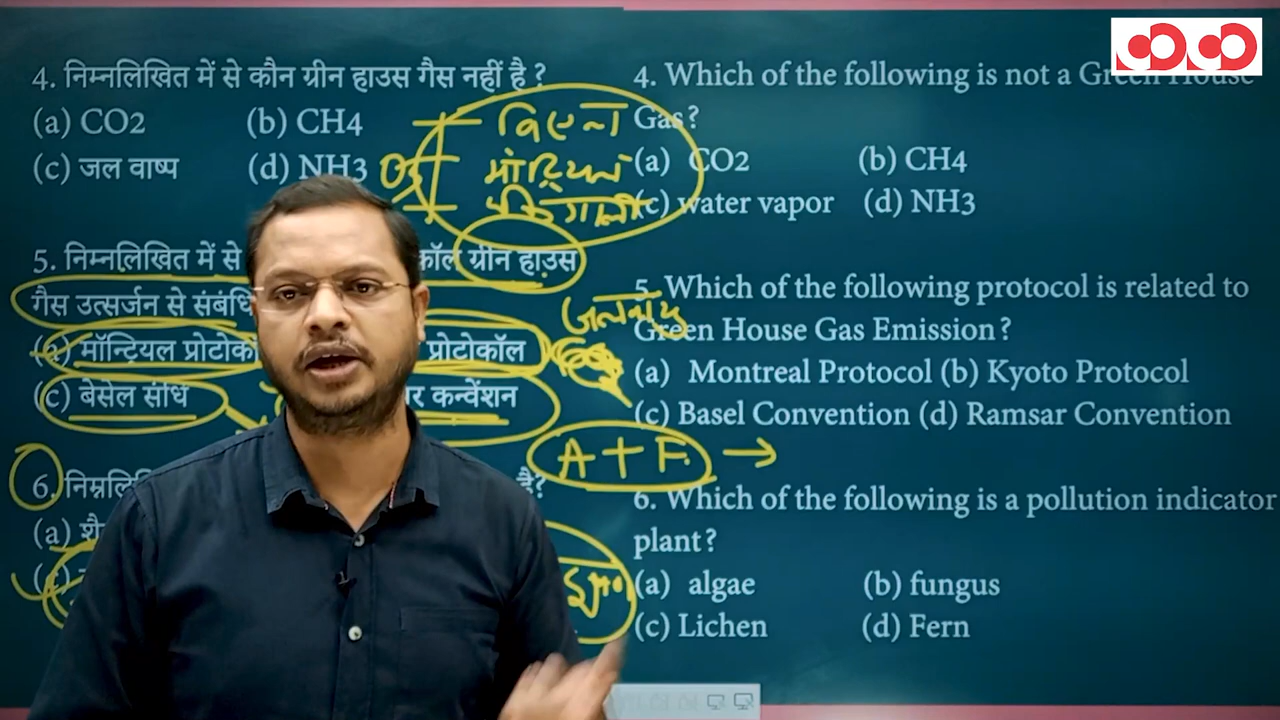 4. निम्नलिखित में से कौन ग्रीन हाउस गैस नहीं है ?
(a) CO2 (b) CH4
(c) जल वाष्प (d) NH3
5. निम्नलिखित में से कॉल ग्रीन हाउस
गैस उत्सर्जन से संबंधि
(a) मॉन्ट्रियल प्रोटोको प्रोटोकॉल
(c) बेसेल संधि र कन्वेंशन
6. निम्नलि है?
(a) शै
A + F. →
4. Which of the following is not a Green House
Gas?
(a) CO2 (b) CH4
(c) water vapor (d) NH3
5. Which of the following protocol is related to
Green House Gas Emission?
(a) Montreal Protocol (b) Kyoto Protocol
(c) Basel Convention (d) Ramsar Convention
6. Which of the following is a pollution indicator
plant?
(a) algae (b) fungus
(c) Lichen (d) Fern